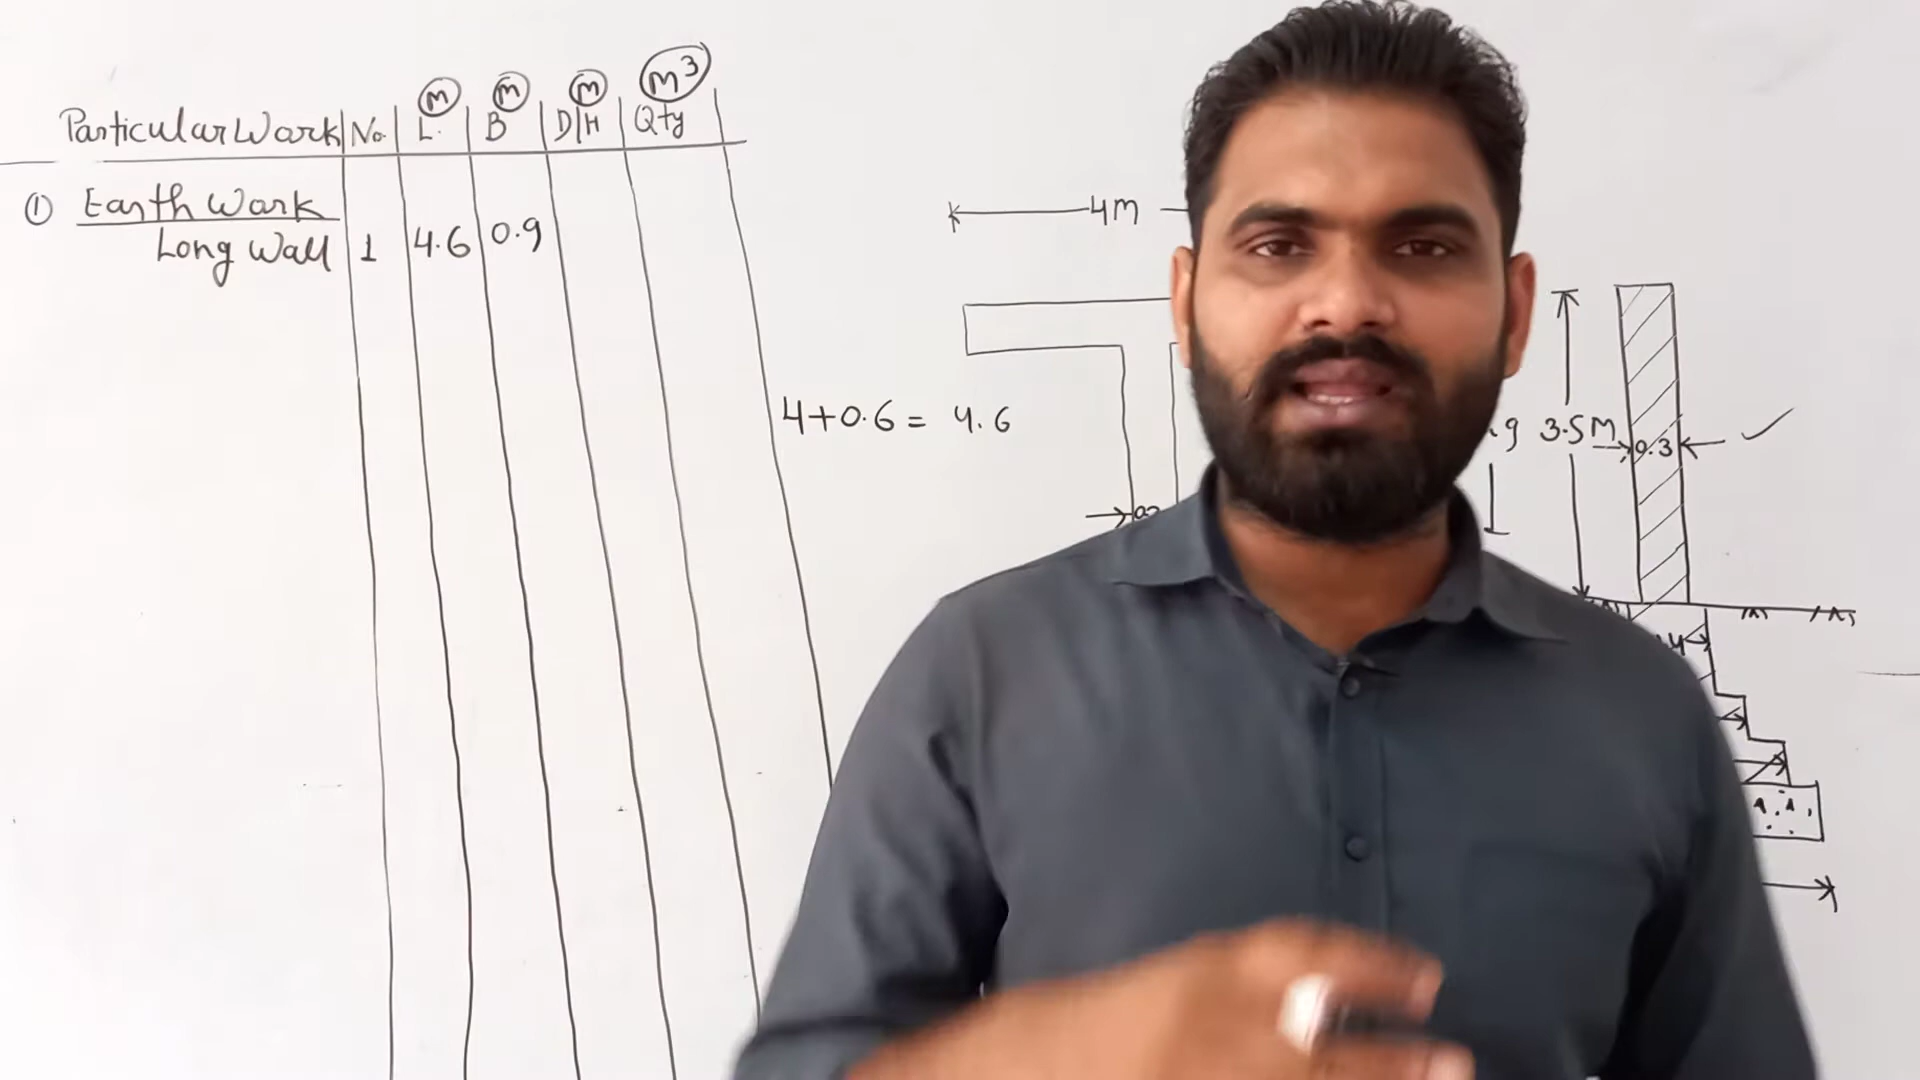 m m m m³
Particular Work No. L. B D|H Qty
① Earth Work
Long Wall 1 4.6 0.9
4M
4+0.6 = 4.6
.9 3.5M 0.3